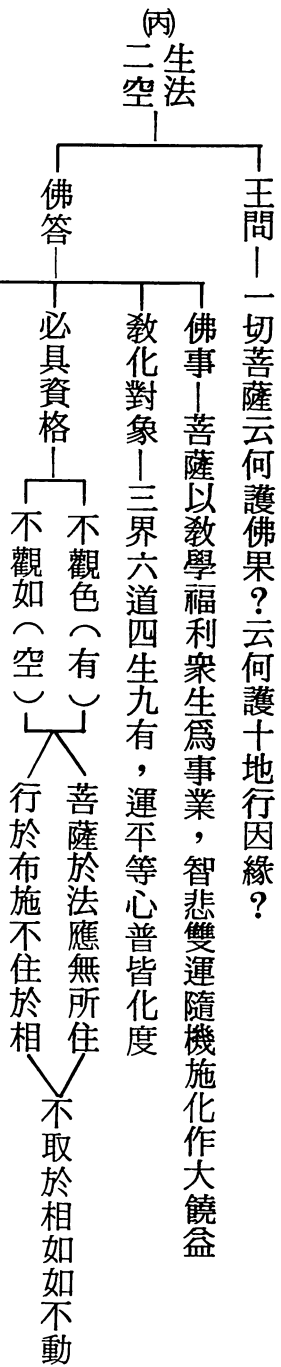 ㈛
生法
二空
王問—一切菩薩云何護佛果？云何護十地行因緣？
佛答
佛事—菩薩以教學福利衆生爲事業，智悲雙運隨機施化作大饒益
教化對象—三界六道四生九有，運平等心普皆化度
必具資格
不觀色（有）
不觀如（空）
菩薩於法應無所住
行於布施不住於相
不取於相如如不動